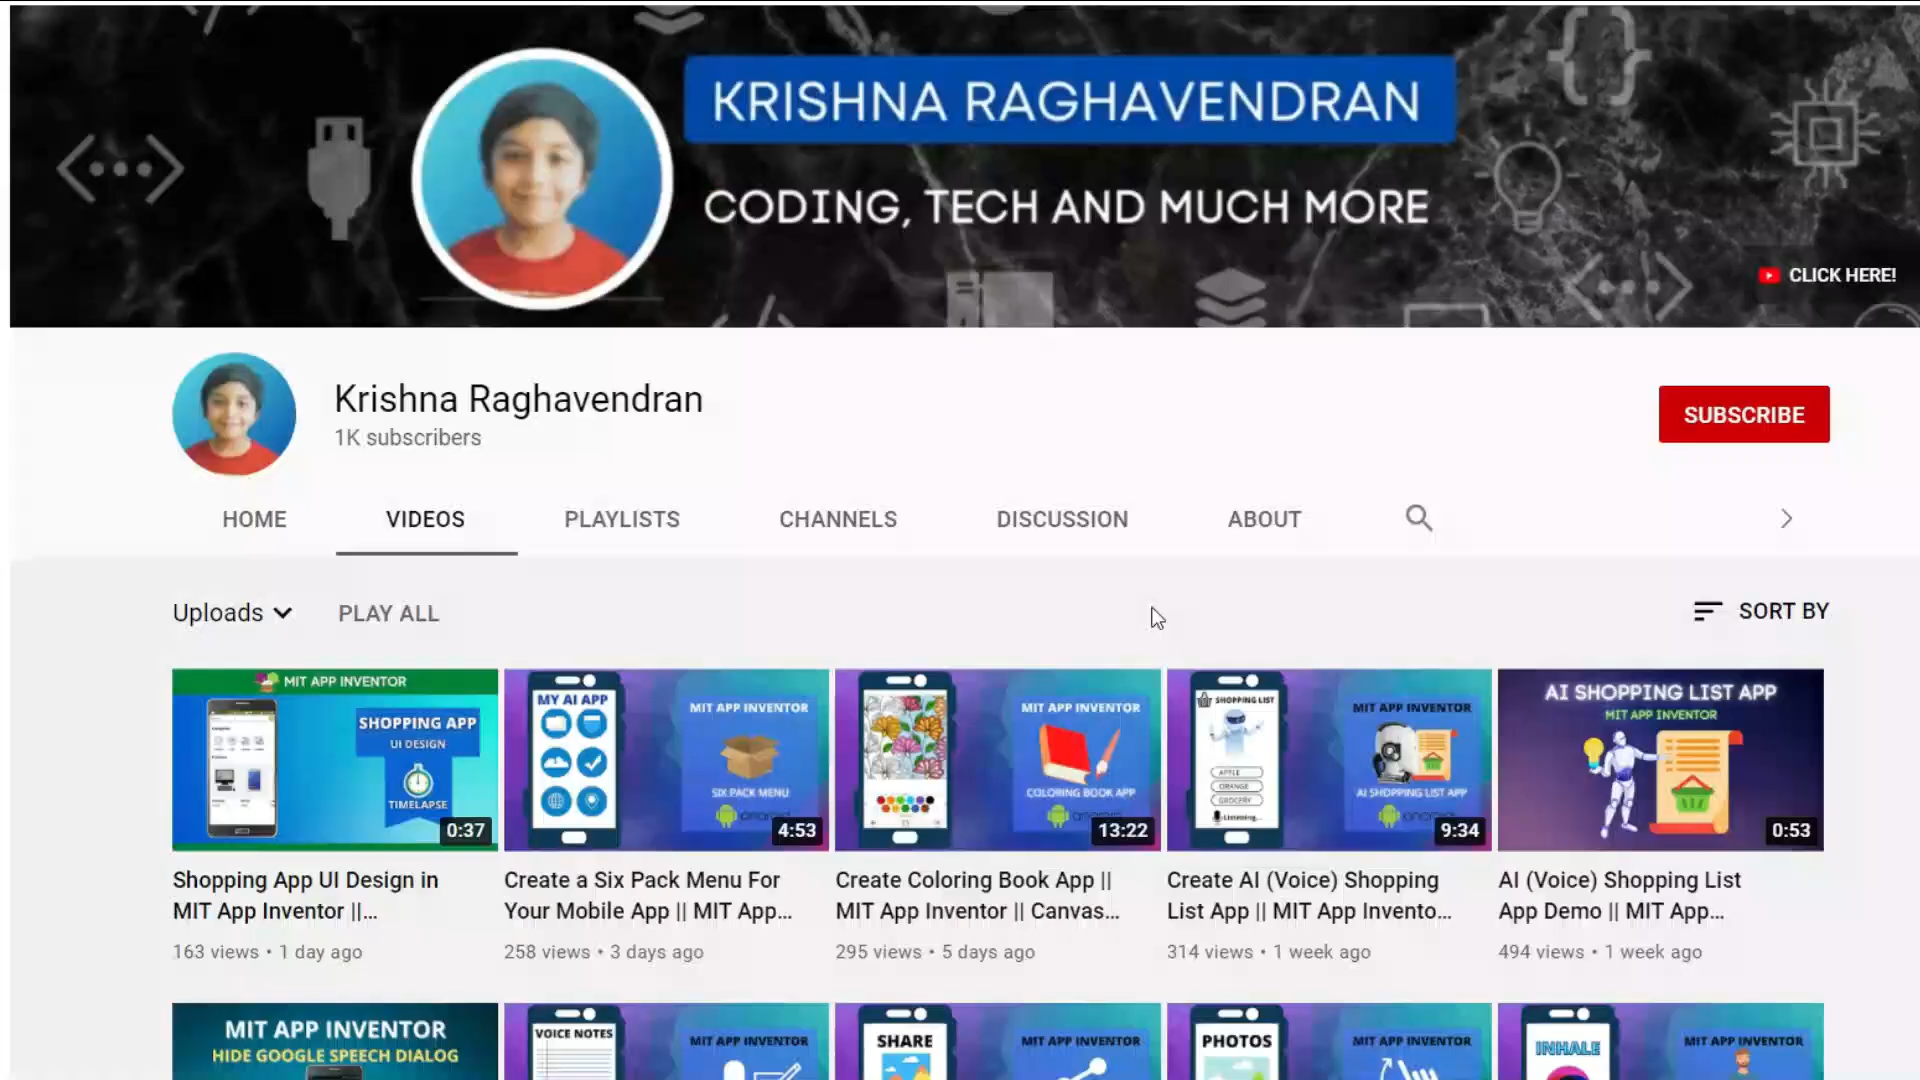 KRISHNA RAGHAVENDRAN
CODING, TECH AND MUCH MORE
CLICK HERE!
Krishna Raghavendran
1K subscribers
SUBSCRIBE
HOME VIDEOS PLAYLISTS CHANNELS DISCUSSION ABOUT
Uploads PLAY ALL SORT BY
MIT APP INVENTOR
SHOPPING APP
UI DESIGN
TIMELAPSE
0:37
MY AI APP
MIT APP INVENTOR
SIX PACK MENU
4:53
MIT APP INVENTOR
COLORING BOOK APP
13:22
SHOPPING LIST
APPLE
ORANGE
GROCERY
Listening...
MIT APP INVENTOR
AI SHOPPING LIST APP
9:34
AI SHOPPING LIST APP
MIT APP INVENTOR
0:53
Shopping App UI Design in
MIT App Inventor ||...
163 views • 1 day ago
Create a Six Pack Menu For
Your Mobile App || MIT App...
258 views • 3 days ago
Create Coloring Book App ||
MIT App Inventor || Canvas...
295 views • 5 days ago
Create AI (Voice) Shopping
List App || MIT App Invento...
314 views • 1 week ago
AI (Voice) Shopping List
App Demo || MIT App...
494 views • 1 week ago
MIT APP INVENTOR
HIDE GOOGLE SPEECH DIALOG
VOICE NOTES
MIT APP INVENTOR
SHARE
MIT APP INVENTOR
PHOTOS
MIT APP INVENTOR
INHALE
MIT APP INVENTOR